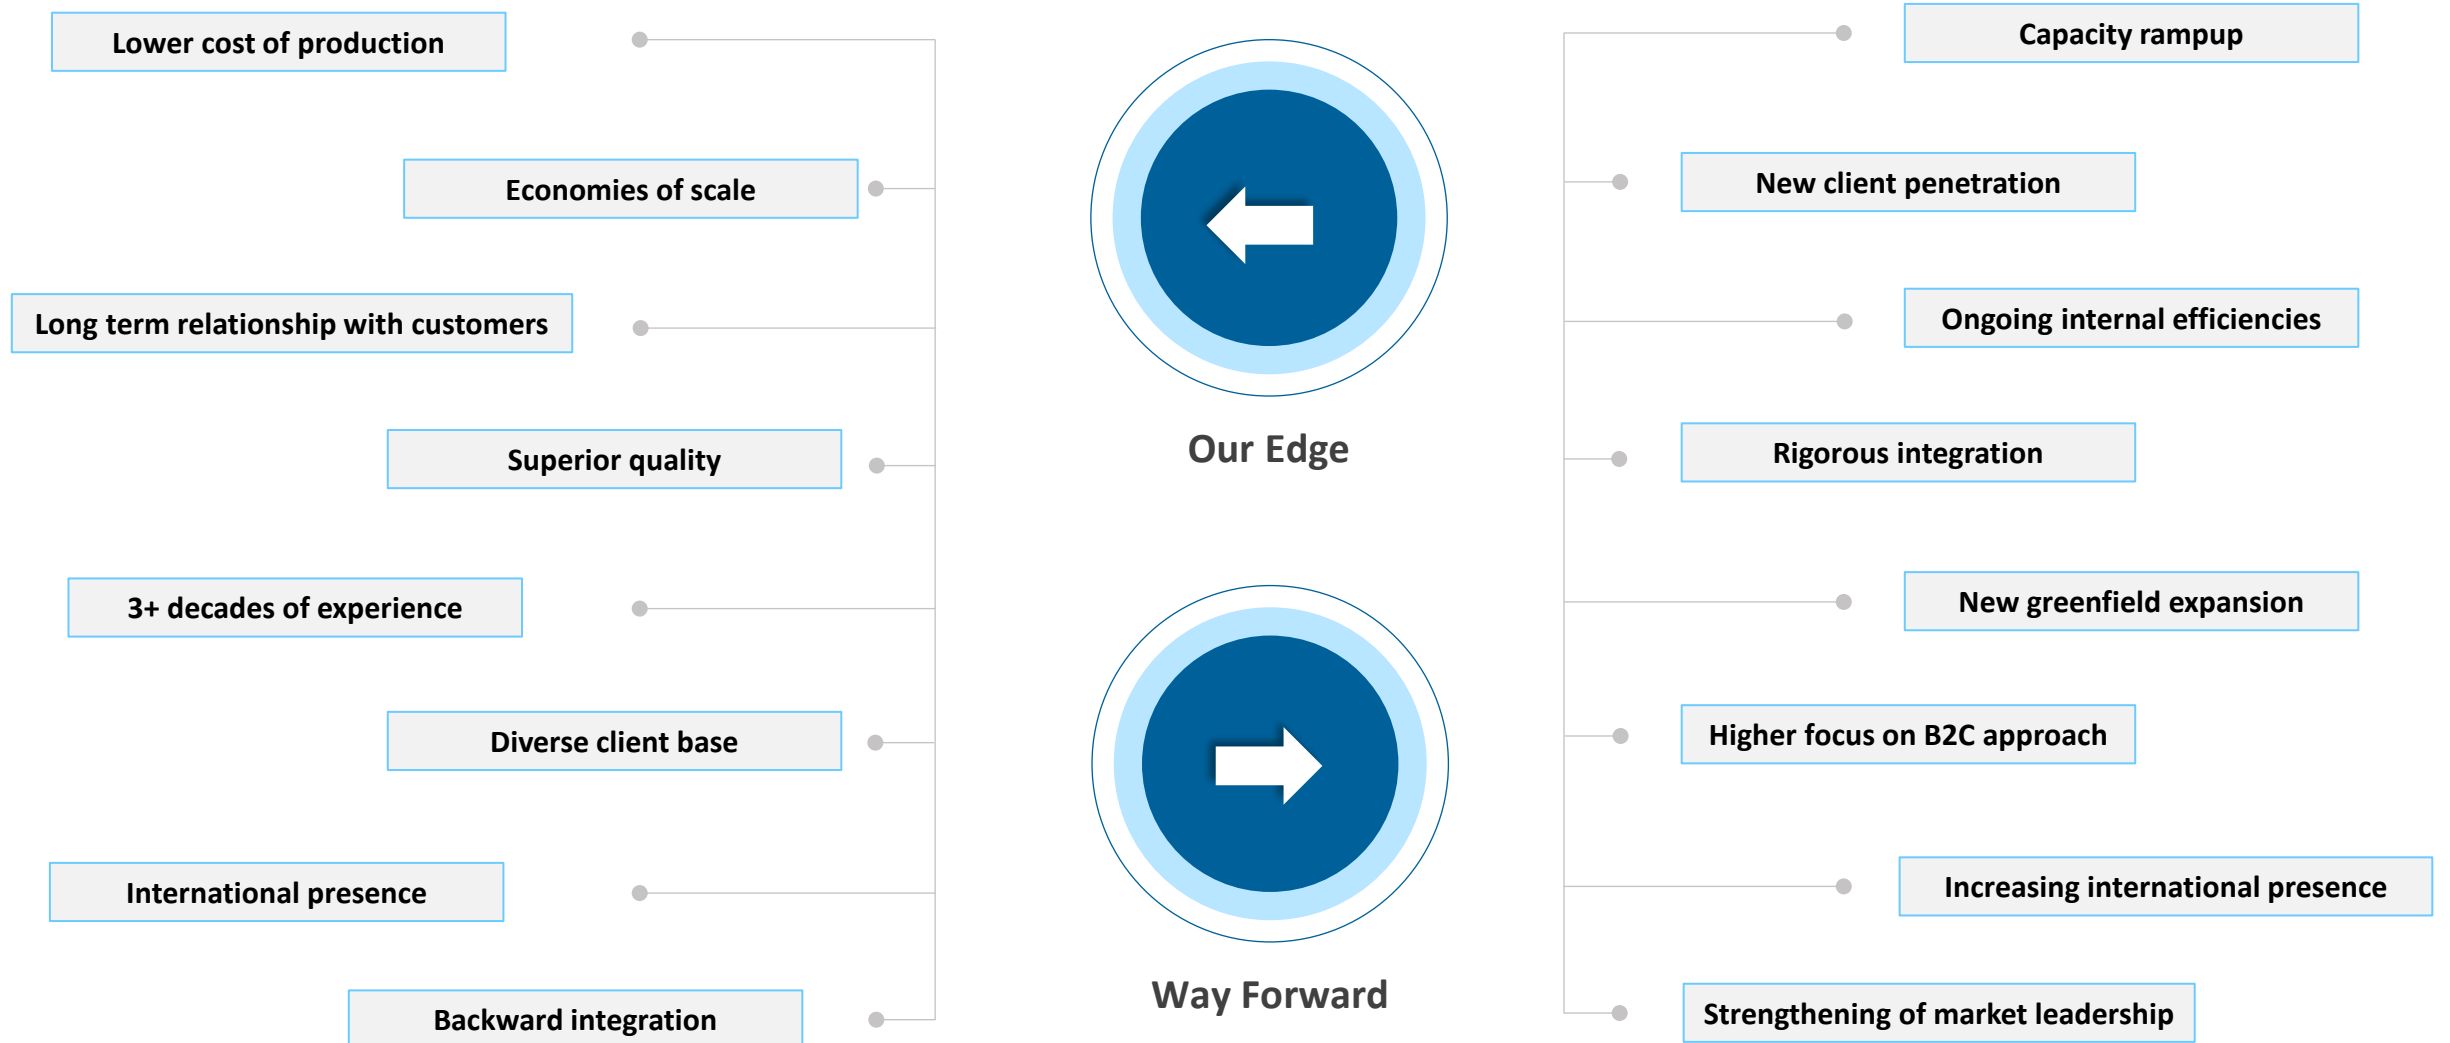 Lower cost of production
Economies of scale
Long term relationship with customers
Superior quality
3+ decades of experience
Diverse client base
International presence
Backward integration
Our Edge
Way Forward
Capacity rampup
New client penetration
Ongoing internal efficiencies
Rigorous integration
New greenfield expansion
Higher focus on B2C approach
Increasing international presence
Strengthening of market leadership